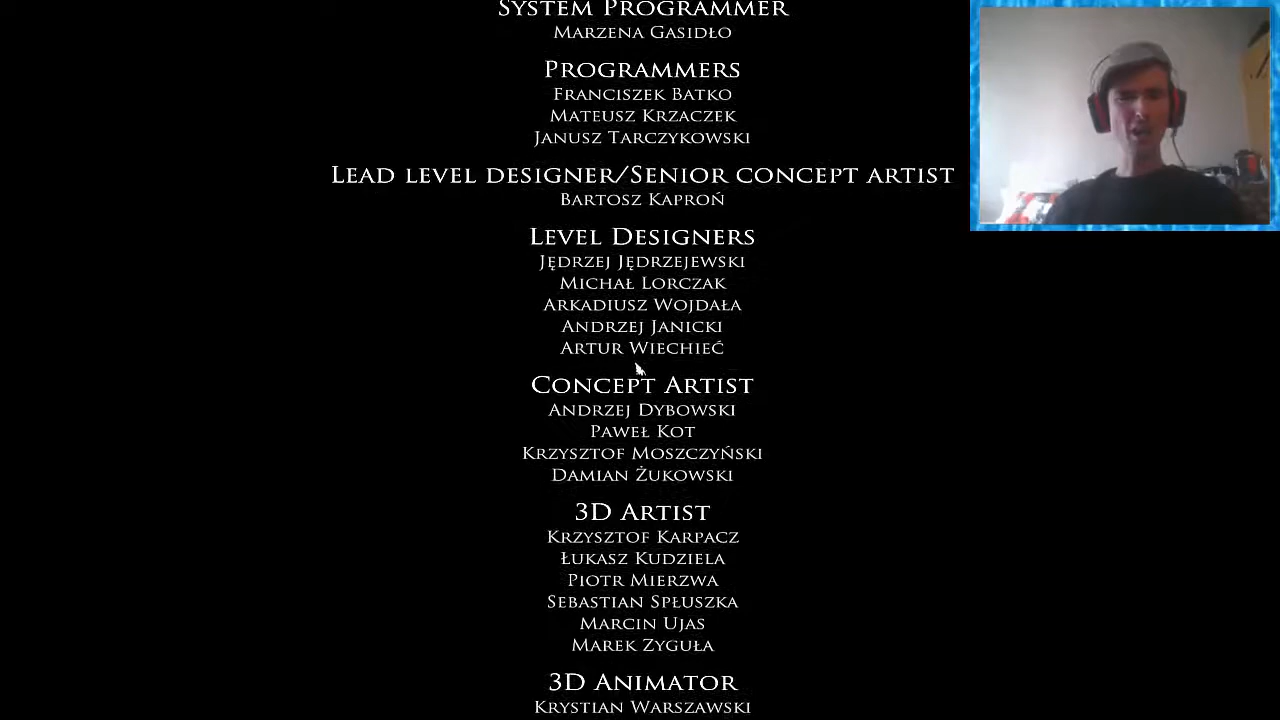 System Programmer
Marzena Gasidło
Programmers
Franciszek Batko
Mateusz Krzaczek
Janusz Tarczykowski
Lead level designer/Senior concept artist
Bartosz Kaproń
Level Designers
Jędrzej Jędrzejewski
Michał Lorczak
Arkadiusz Wojdała
Andrzej Janicki
Artur Wiechieć
Concept Artist
Andrzej Dybowski
Paweł Kot
Krzysztof Moszczyński
Damian Żukowski
3D Artist
Krzysztof Karpacz
Łukasz Kudziela
Piotr Mierzwa
Sebastian Spłuszka
Marcin Ujas
Marek Zyguła
3D Animator
Krystian Warszawski